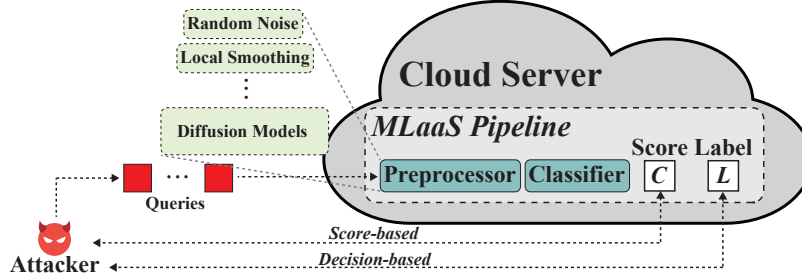 Random Noise
Local Smoothing
Diffusion Models
Cloud Server
MLaaS Pipeline
Score Label
Preprocessor
Classifier
C
L
Queries
Score-based
Attacker
Decision-based